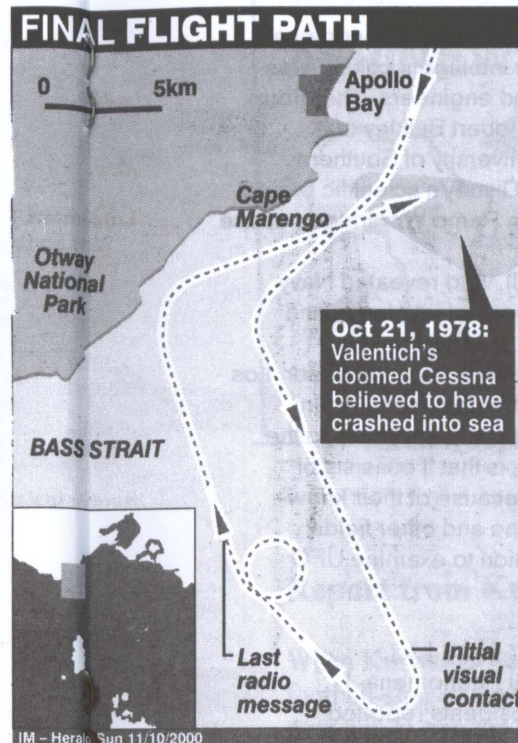 FINAL FLIGHT PATH
0 5km
Apollo
Bay
Cape
Marengo
Otway
National
Park
Oct 21, 1978:
Valentich's
doomed Cessna
believed to have
crashed into sea
BASS STRAIT
Last
radio
message
Initial
visual
contact
IM – Herald Sun 11/10/2000